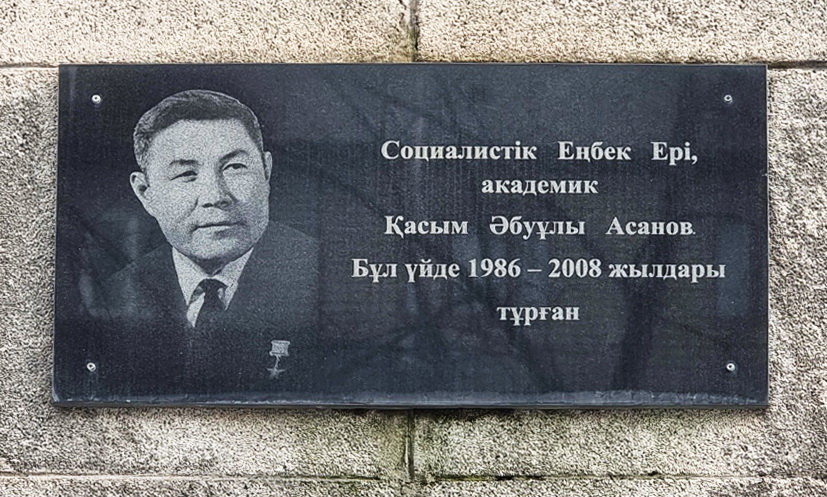 Социалистік Еңбек Ері,
академик
Қасым Әбуұлы Асанов
Бұл үйде 1986 – 2008 жылдары
тұрған